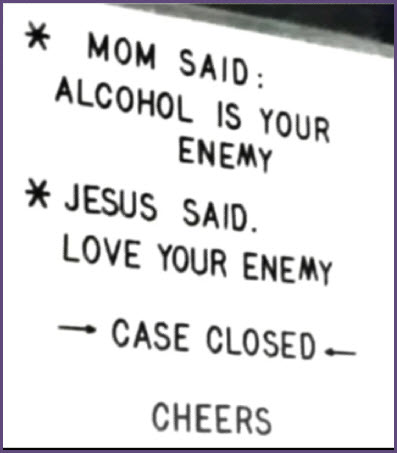 * MOM SAID:
ALCOHOL IS YOUR
ENEMY
* JESUS SAID.
LOVE YOUR ENEMY
→ CASE CLOSED ←
CHEERS